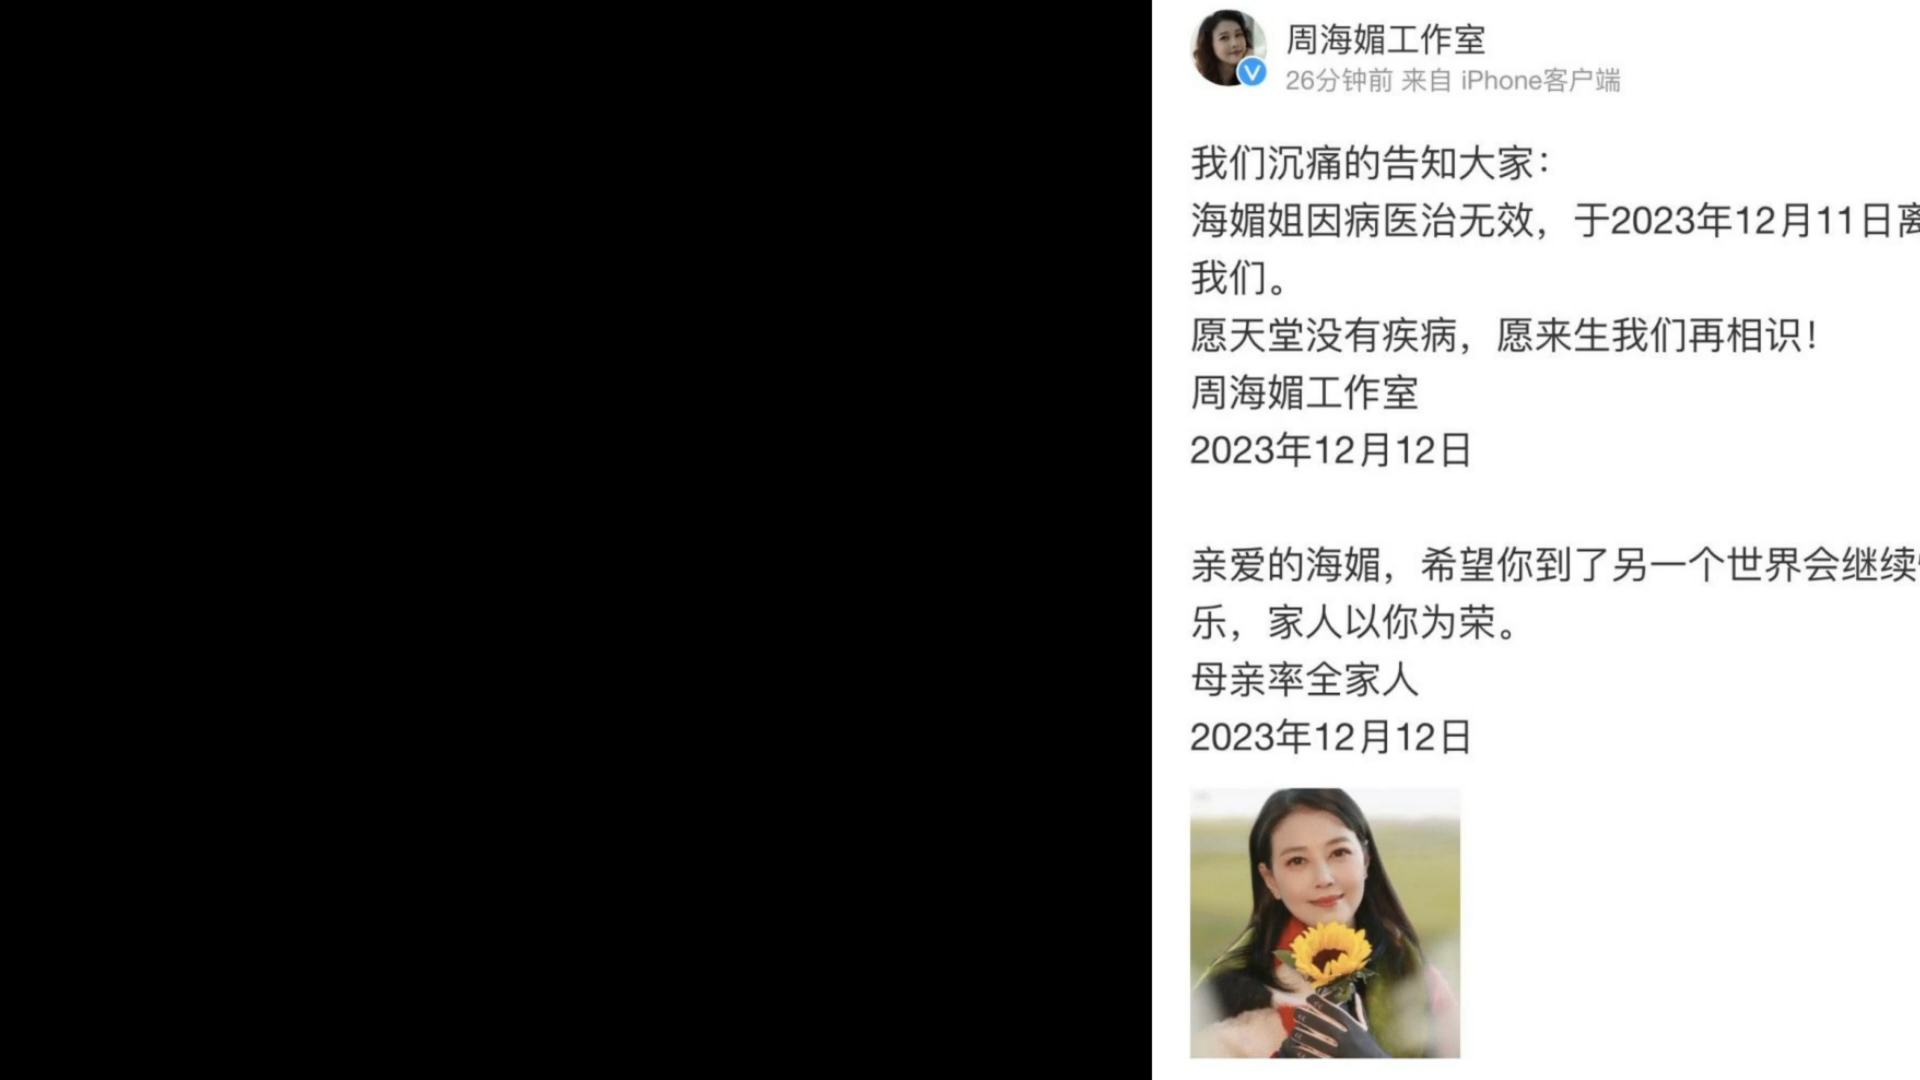 周海媚工作室
26分钟前 来自 iPhone客户端
我们沉痛的告知大家：
海媚姐因病医治无效，于2023年12月11日离
我们。
愿天堂没有疾病，愿来生我们再相识！
周海媚工作室
2023年12月12日
亲爱的海媚，希望你到了另一个世界会继续
乐，家人以你为荣。
母亲率全家人
2023年12月12日